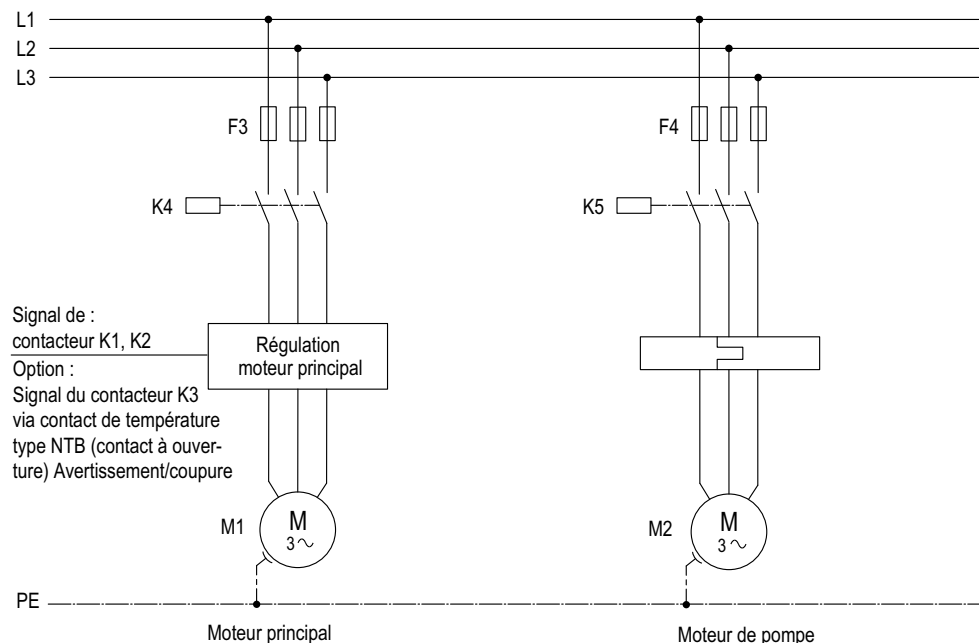 L1
L2
L3
F3
F4
K4
K5
Signal de :
contacteur K1, K2
Option :
Signal du contacteur K3
via contact de température
type NTB (contact à ouver-
ture) Avertissement/coupure
Régulation
moteur principal
M1
M
3~
M2
M
3~
PE
Moteur principal
Moteur de pompe